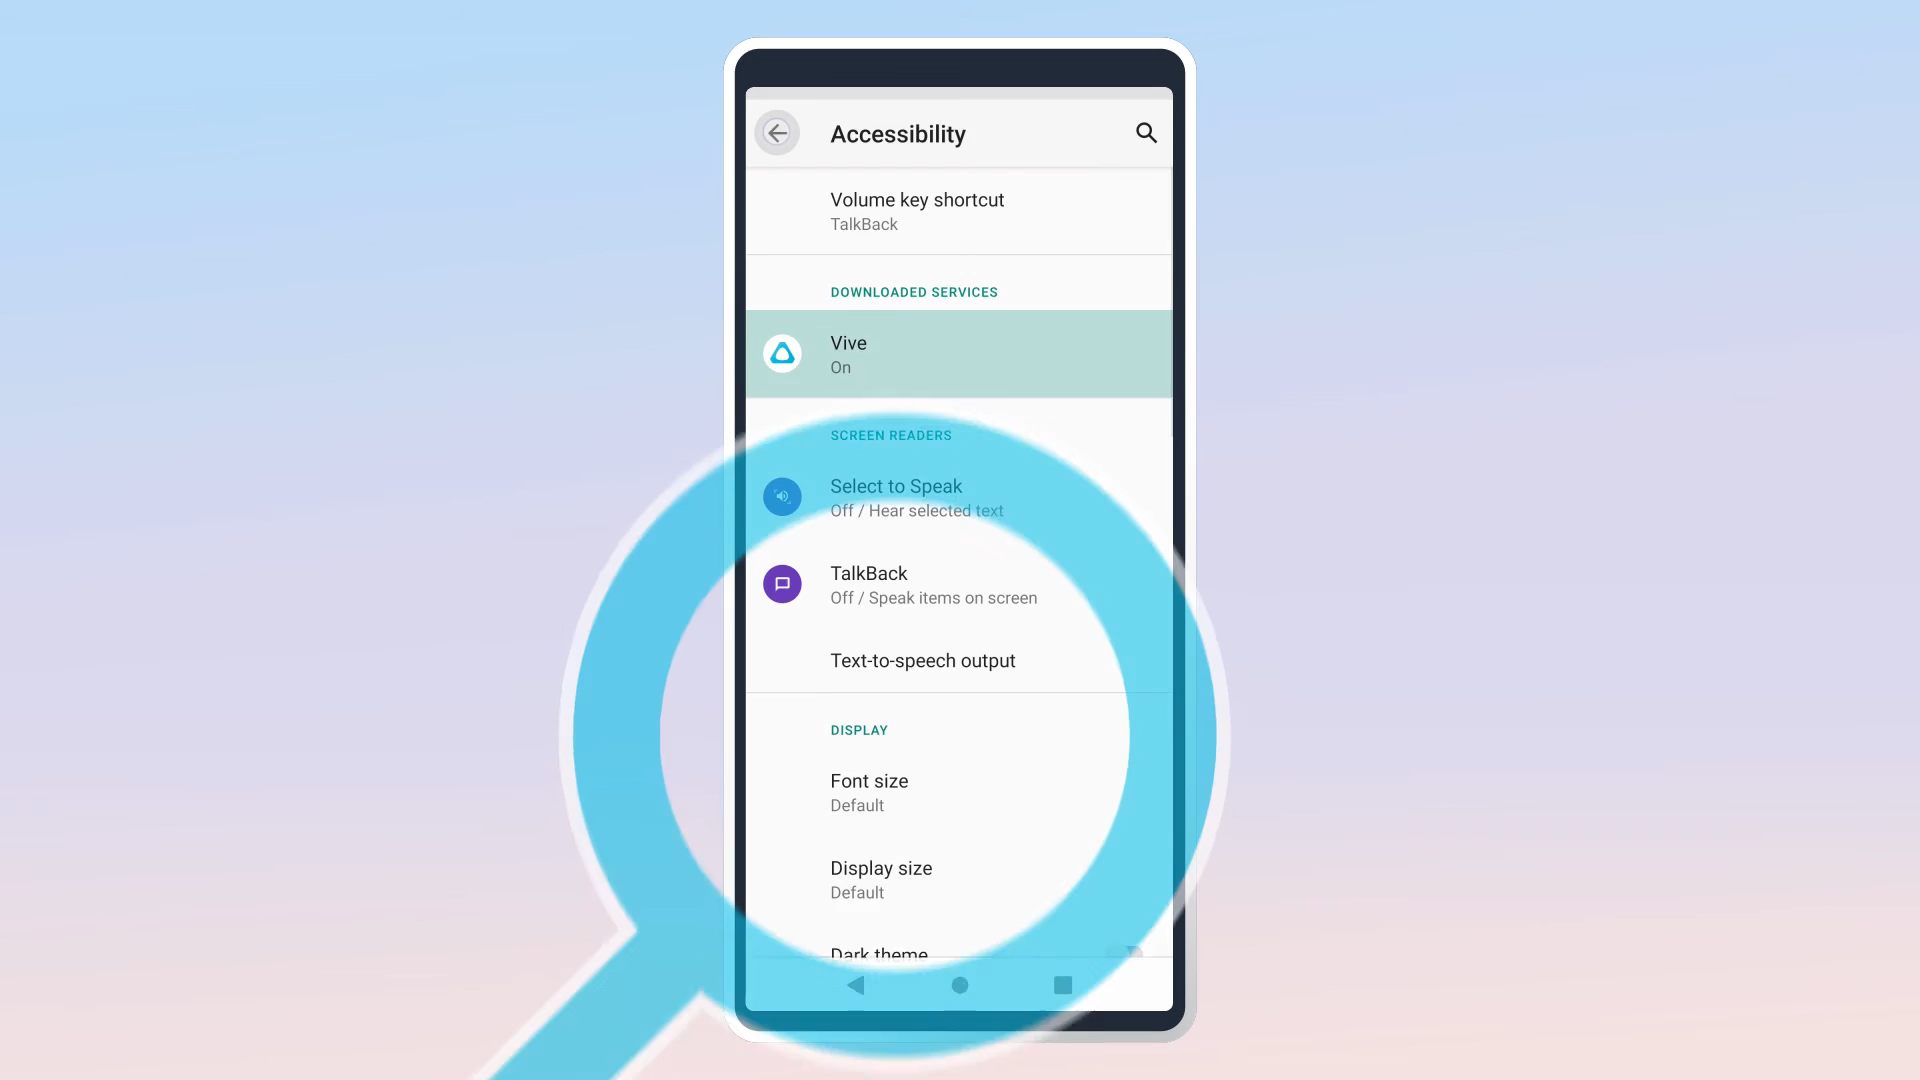 Accessibility
Volume key shortcut
TalkBack
DOWNLOADED SERVICES
Vive
On
SCREEN READERS
Select to Speak
Off / Hear selected text
TalkBack
Off / Speak items on screen
Text-to-speech output
DISPLAY
Font size
Default
Display size
Default
Dark theme